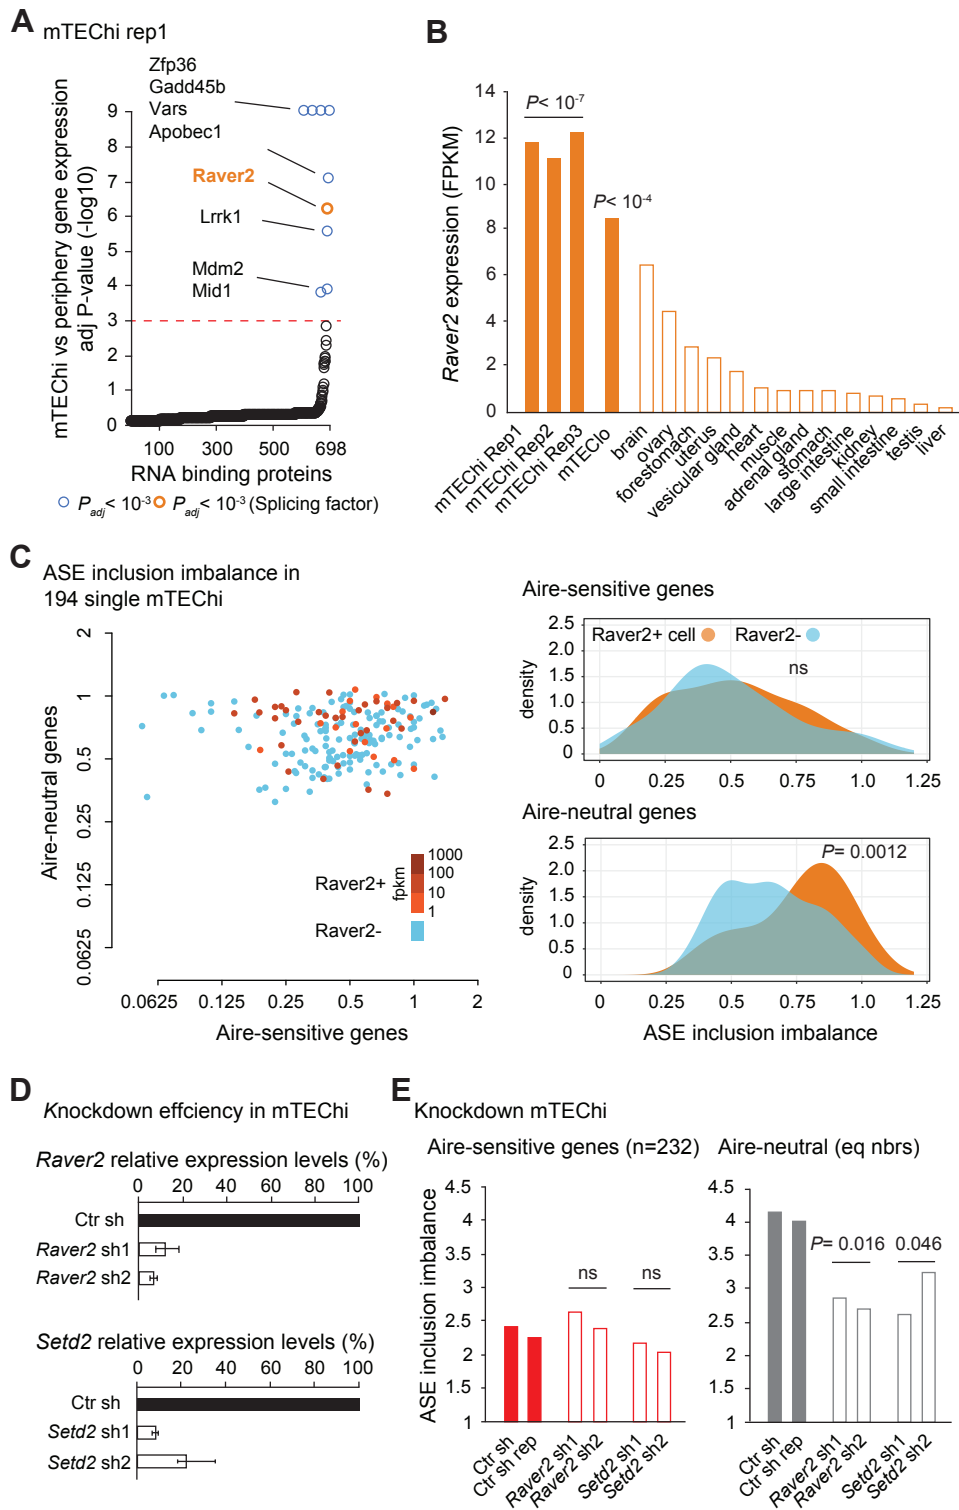 A mTEChi rep1
Zfp36
Gadd45b
Vars
Apobec1
Raver2
Lrrk1
Mdm2
Mid1
mTEChi vs periphery gene expression
adj P-value (-log10)
9
8
7
6
5
4
3
2
1
0
100 300 500 698
RNA binding proteins
Padj< 10-3 Padj< 10-3 (Splicing factor)
B
Raver2 expression (FPKM)
14
12
10
8
6
4
2
0
P< 10-7
P< 10-4
mTEChi Rep1
mTEChi Rep2
mTEChi Rep3
mTEClo
brain
ovary
forestomach
uterus
vesicular gland
heart
muscle
adrenal gland
stomach
large intestine
kidney
small intestine
testis
liver
C ASE inclusion imbalance in
194 single mTEChi
Aire-neutral genes
2
1
0.5
0.25
0.125
0.0625
Raver2+
Raver2-
fpkm
1000
100
10
1
0.0625 0.125 0.25 0.5 1 2
Aire-sensitive genes
Aire-sensitive genes
density
2.5
2.0
1.5
1.0
0.5
0
Raver2+ cell Raver2-
ns
0 0.25 0.5 0.75 1.0 1.25
Aire-neutral genes
density
2.5
2.0
1.5
1.0
0.5
0
P= 0.0012
0 0.25 0.5 0.75 1.0 1.25
ASE inclusion imbalance
D
Knockdown effciency in mTEChi
Raver2 relative expression levels (%)
0 20 40 60 80 100
Ctr sh
Raver2 sh1
Raver2 sh2
Setd2 relative expression levels (%)
0 20 40 60 80 100
Ctr sh
Setd2 sh1
Setd2 sh2
E Knockdown mTEChi
Aire-sensitive genes (n=232)
ASE inclusion imbalance
4.5
4
3.5
3
2.5
2
1.5
1
ns ns
Ctr sh
Ctr sh rep
Raver2 sh1
Raver2 sh2
Setd2 sh1
Setd2 sh2
Aire-neutral (eq nbrs)
4.5
4
3.5
3
2.5
2
1.5
1
P= 0.016 0.046
Ctr sh
Ctr sh rep
Raver2 sh1
Raver2 sh2
Setd2 sh1
Setd2 sh2